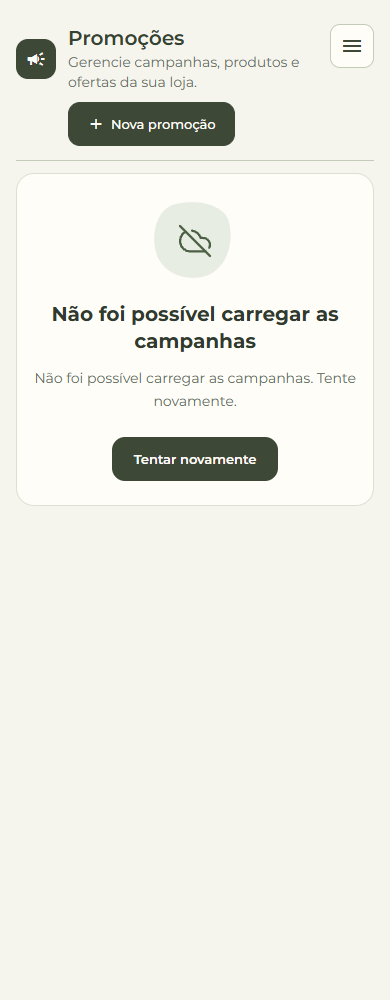 Promoções
Gerencie campanhas, produtos e
ofertas da sua loja.
Nova promoção
Não foi possível carregar as
campanhas
Não foi possível carregar as campanhas. Tente
novamente.
Tentar novamente